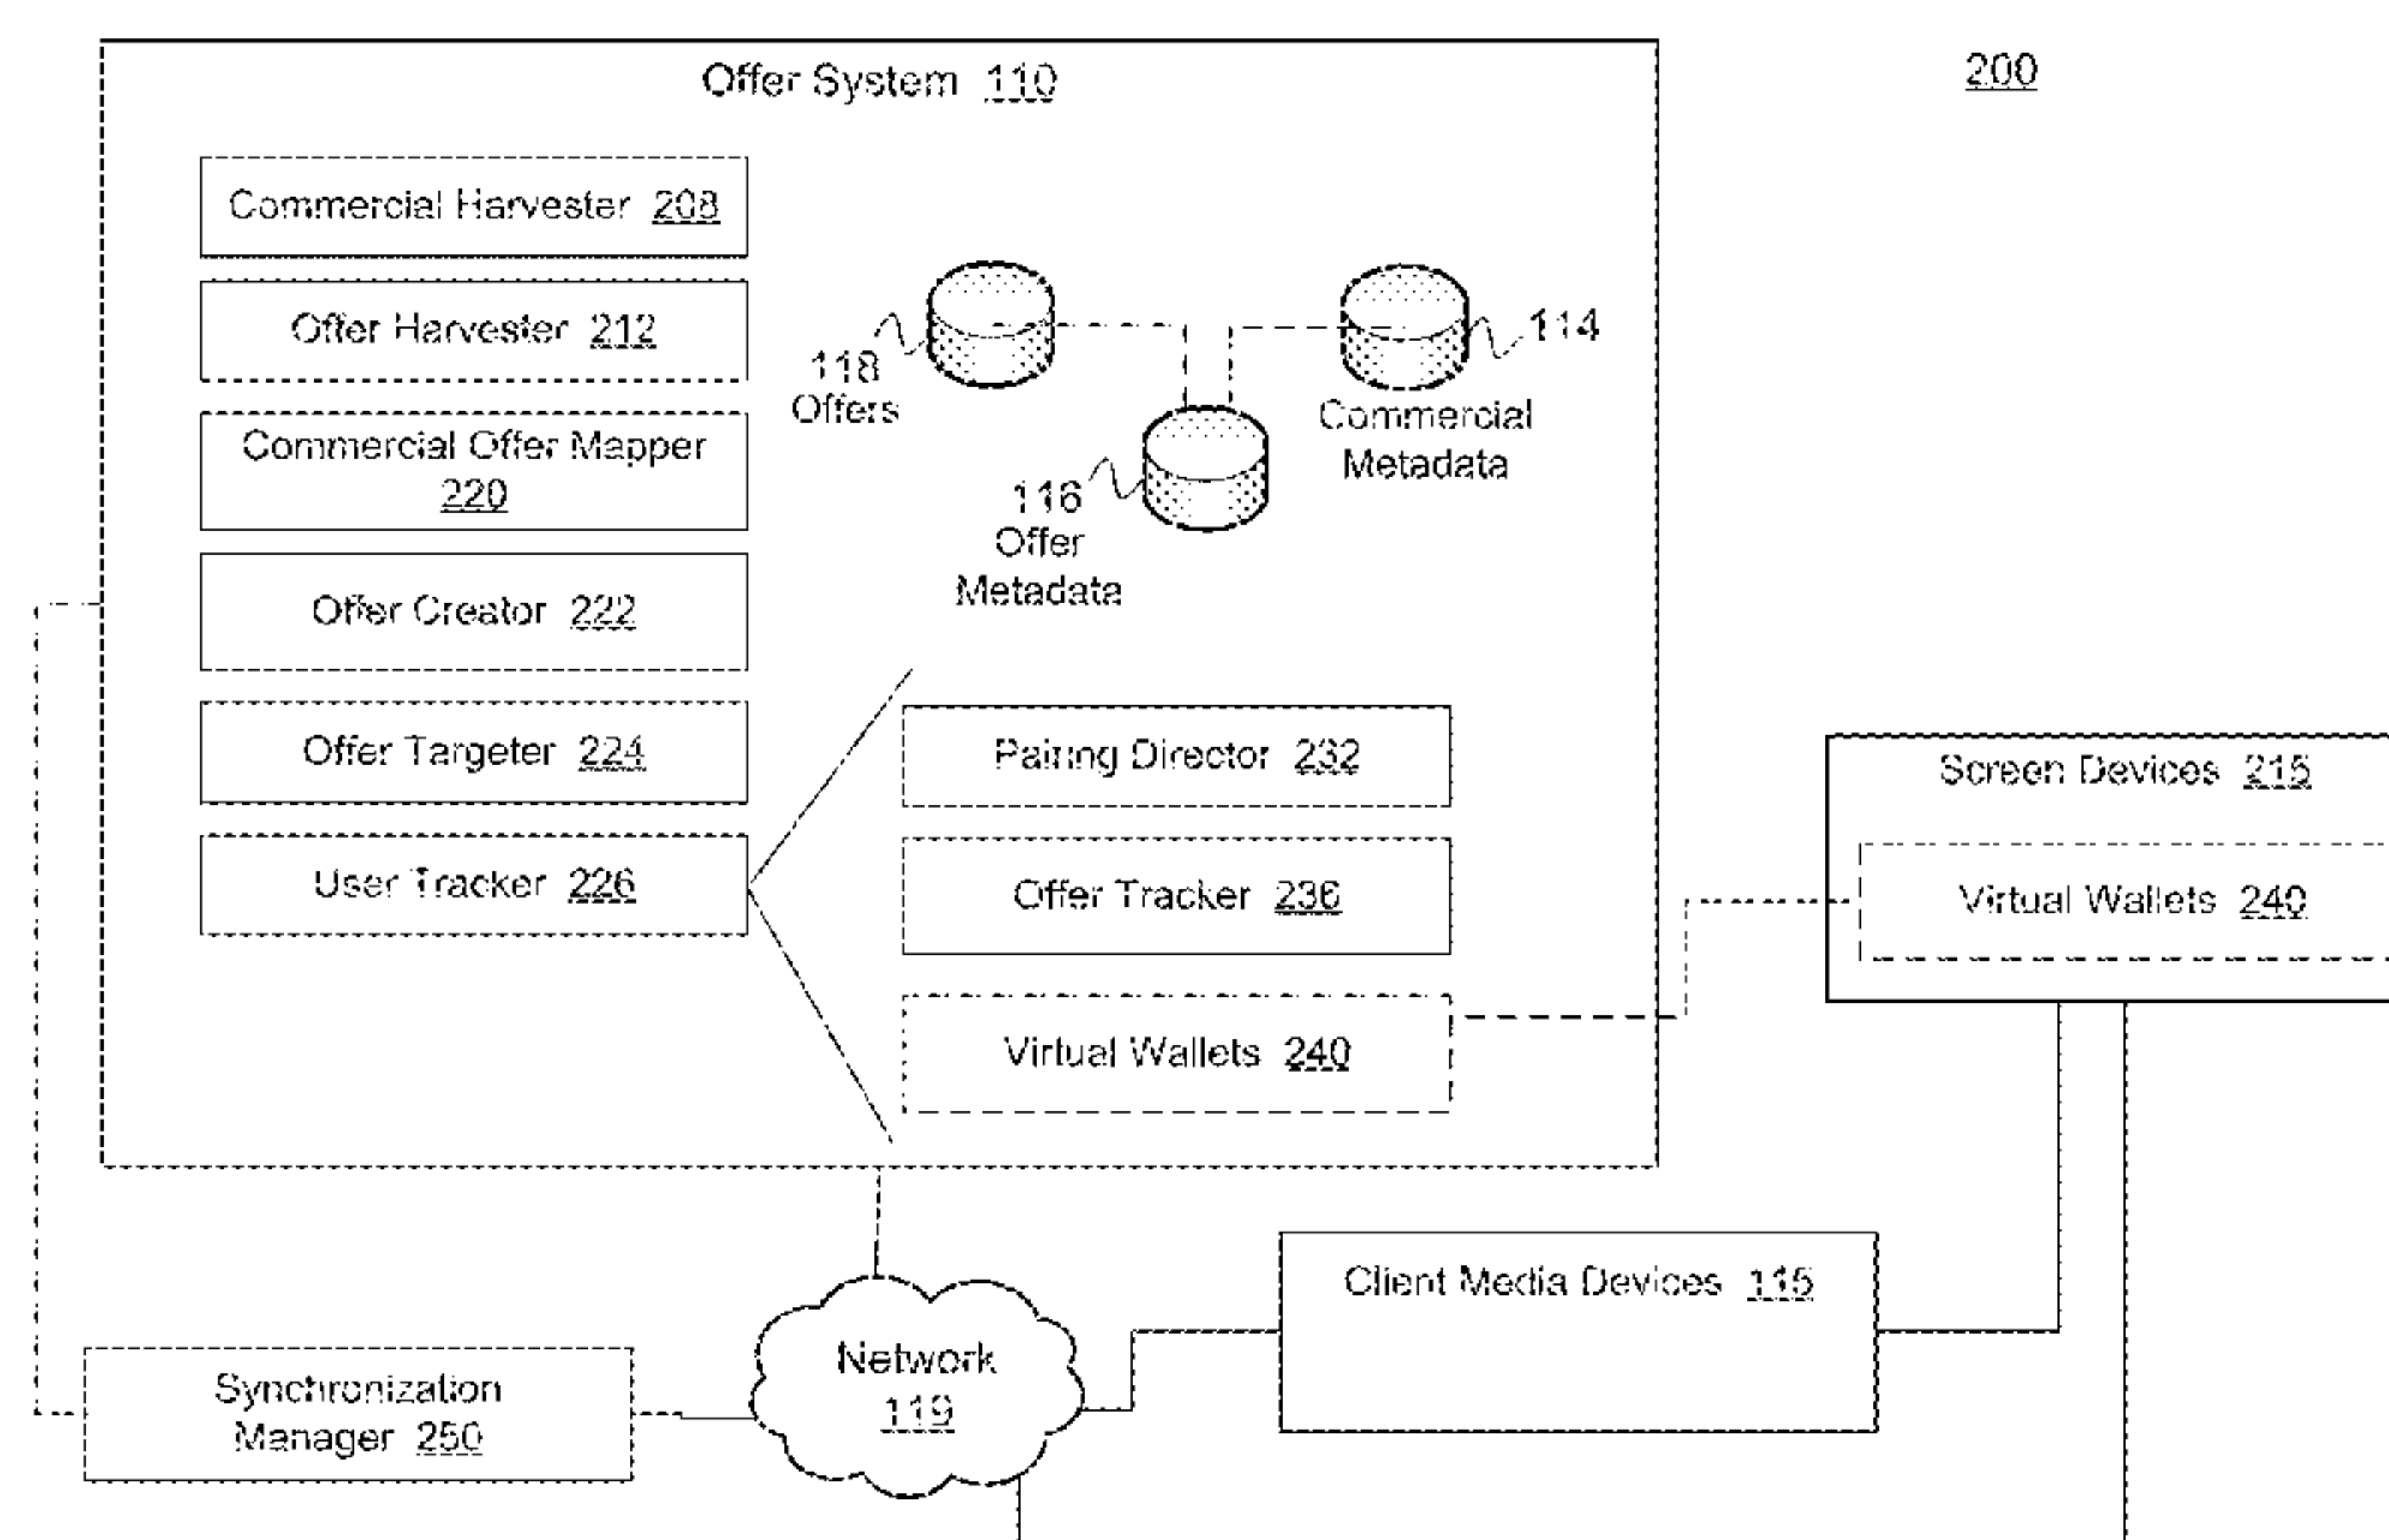 Offer System 110
200
Commercial Harvester 208
Offer Harvester 212
Commercial Offer Mapper
220
Offer Creator 222
Offer Targeter 224
User Tracker 226
118
Offers
114
Commercial
Metadata
116
Offer
Metadata
Pairing Director 232
Offer Tracker 236
Virtual Wallets 240
Screen Devices 215
Virtual Wallets 240
Client Media Devices 115
Network
119
Synchronization
Manager 250